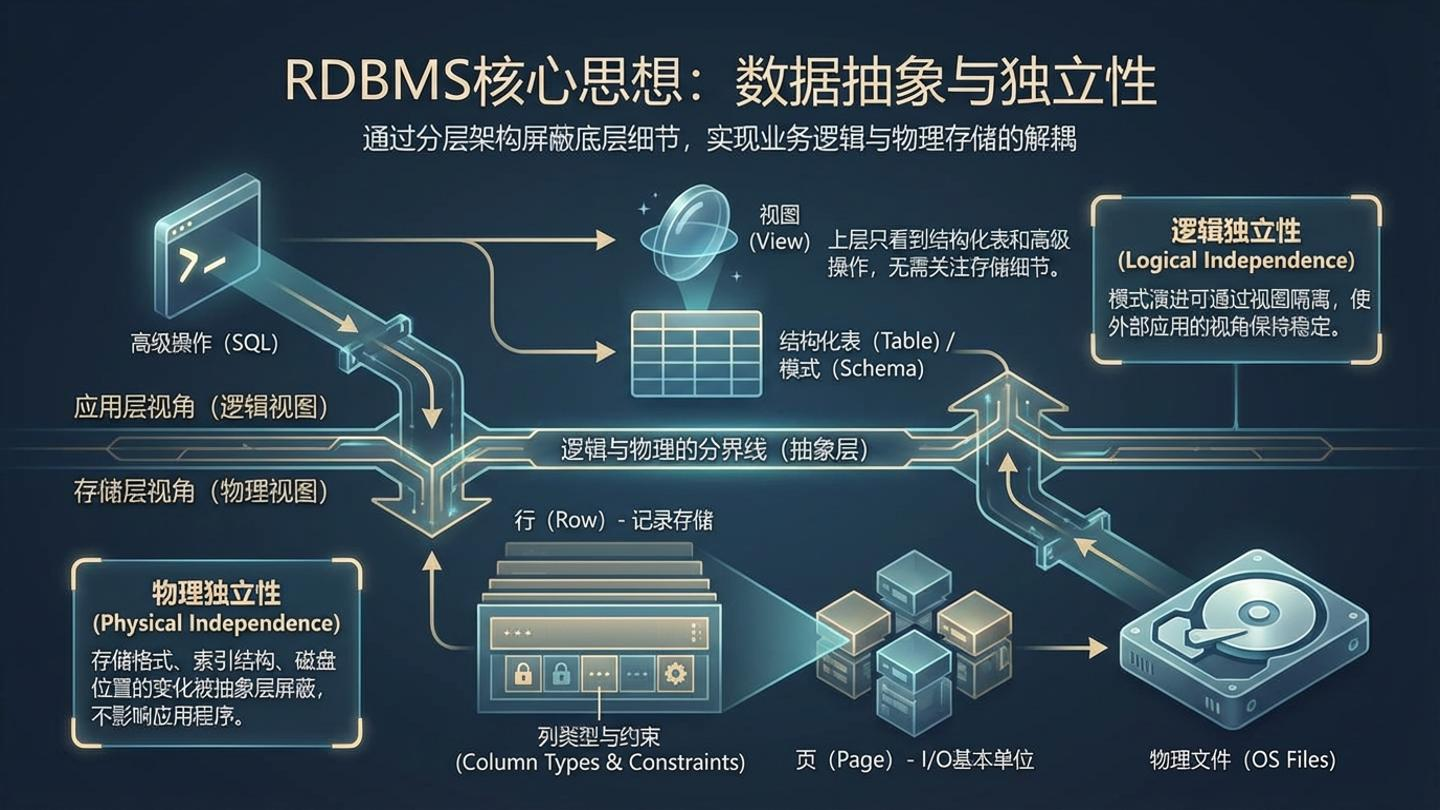 RDBMS核心思想：数据抽象与独立性
通过分层架构屏蔽底层细节，实现业务逻辑与物理存储的解耦
高级操作（SQL）
视图
(View)
上层只看到结构化表和高级
操作，无需关注存储细节。
结构化表（Table）/
模式（Schema）
逻辑独立性
(Logical Independence)
模式演进可通过视图隔离，使
外部应用的视角保持稳定。
应用层视角（逻辑视图）
逻辑与物理的分界线（抽象层）
存储层视角（物理视图）
物理独立性
(Physical Independence)
存储格式、索引结构、磁盘
位置的变化被抽象层屏蔽，
不影响应用程序。
行（Row）- 记录存储
列类型与约束
(Column Types & Constraints)
页（Page）- I/O基本单位
物理文件（OS Files）